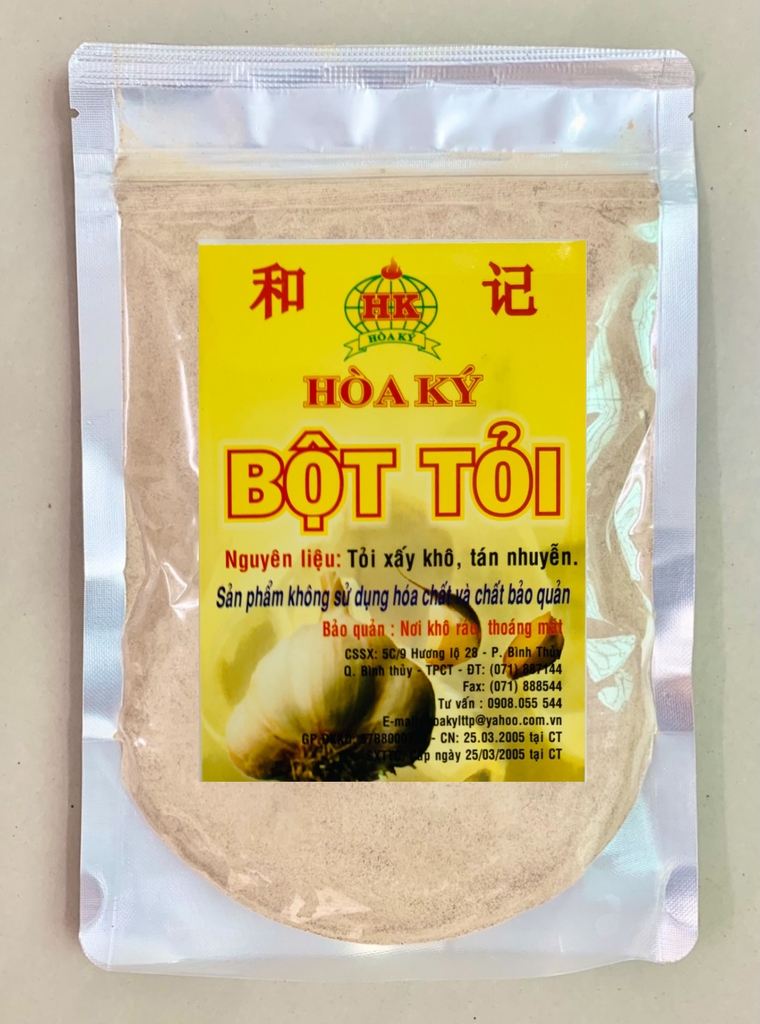 和 记
HK
HÒA KÝ
HÒA KÝ
BỘT TỎI
Nguyên liệu: Tỏi xấy khô, tán nhuyễn.
Sản phẩm không sử dụng hóa chất và chất bảo quản
Bảo quản : Nơi khô ráo, thoáng mát
CSSX: 5C/9 Hương lộ 28 - P. Bình Thủy
Q. Bình thủy - TPCT - ĐT: (071) 887144
Fax: (071) 888544
Tư vấn : 0908.055 544
@yahoo.com.vn
- CN: 25.03.2005 tại CT
cấp ngày 25/03/2005 tại CT